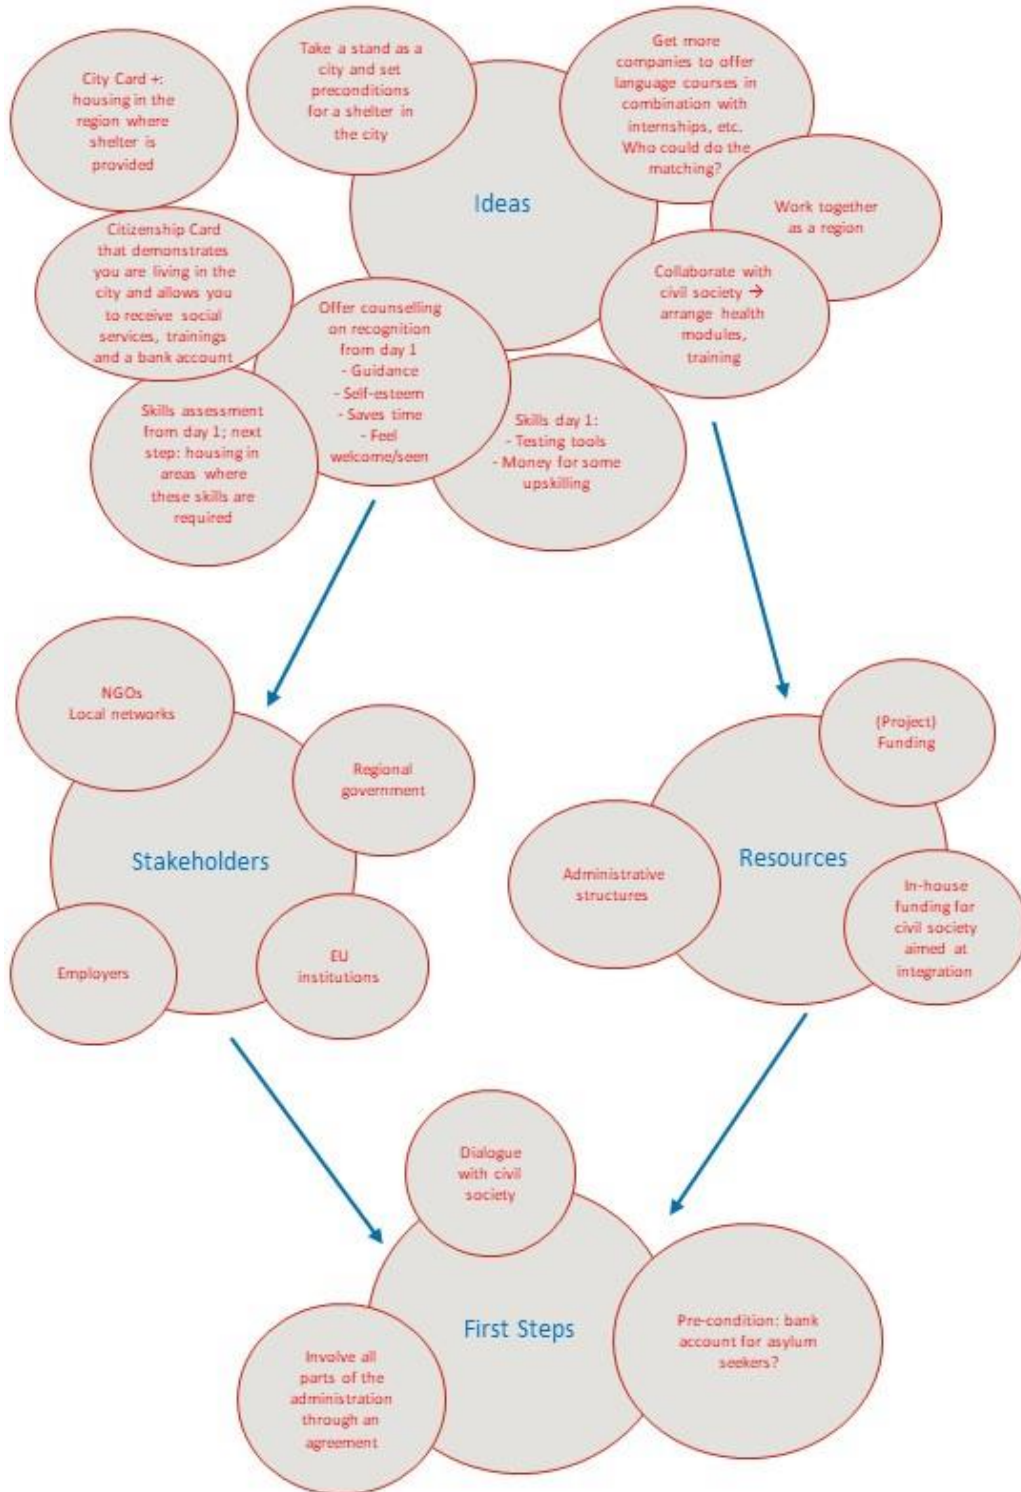 City Card +:
housing in the
region where
shelter is
provided
Take a stand as a
city and set
preconditions
for a shelter in
the city
Get more
companies to offer
language courses in
combination with
internships, etc.
Who could do the
matching?
Ideas
Work together
as a region
Citizenship Card
that demonstrates
you are living in the
city and allows you
to receive social
services, trainings
and a bank account
Offer counselling
on recognition
from day 1
- Guidance
- Self-esteem
- Saves time
- Feel
welcome/seen
Collaborate with
civil society →
arrange health
modules,
training
Skills assessment
from day 1; next
step: housing in
areas where
these skills are
required
Skills day 1:
- Testing tools
- Money for some
upskilling
NGOs
Local networks
Regional
government
Stakeholders
Employers
EU
institutions
(Project)
Funding
Resources
Administrative
structures
In-house
funding for
civil society
aimed at
integration
Dialogue
with civil
society
First Steps
Pre-condition: bank
account for asylum
seekers?
Involve all
parts of the
administration
through an
agreement